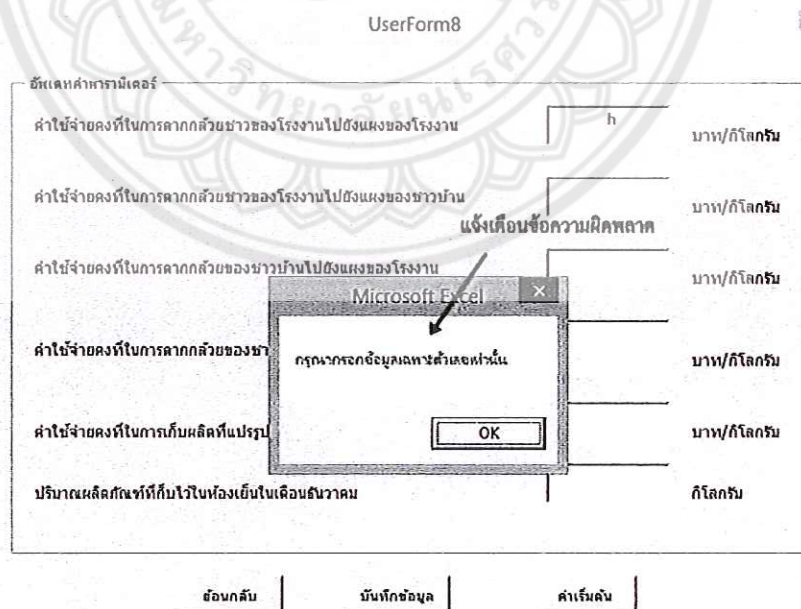 มหาวิทยาลัยนเรศวร
UserForm8
อัพเดทค่าพารามิเตอร์
ค่าใช้จ่ายคงที่ในการตากกล้วยชาวของโรงงานไปยังแผงของโรงงาน h บาท/กิโลกรัม
ค่าใช้จ่ายคงที่ในการตากกล้วยชาวของโรงงานไปยังแผงของชาวบ้าน บาท/กิโลกรัม
แจ้งเตือนข้อความผิดพลาด
ค่าใช้จ่ายคงที่ในการตากกล้วยของชาวบ้านไปยังแผงของโรงงาน บาท/กิโลกรัม
Microsoft Excel
ค่าใช้จ่ายคงที่ในการตากกล้วยของชา บาท/กิโลกรัม
กรุณากรอกข้อมูลเฉพาะตัวเลขเท่านั้น
ค่าใช้จ่ายคงที่ในการเก็บผลิตที่แปรรูป บาท/กิโลกรัม
OK
ปริมาณผลิตภัณฑ์ที่ก็บไว้ในห้องเย็นในเดือนธันวาคม กิโลกรัม
ย้อนกลับ บันทึกข้อมูล ค่าเริ่มต้น